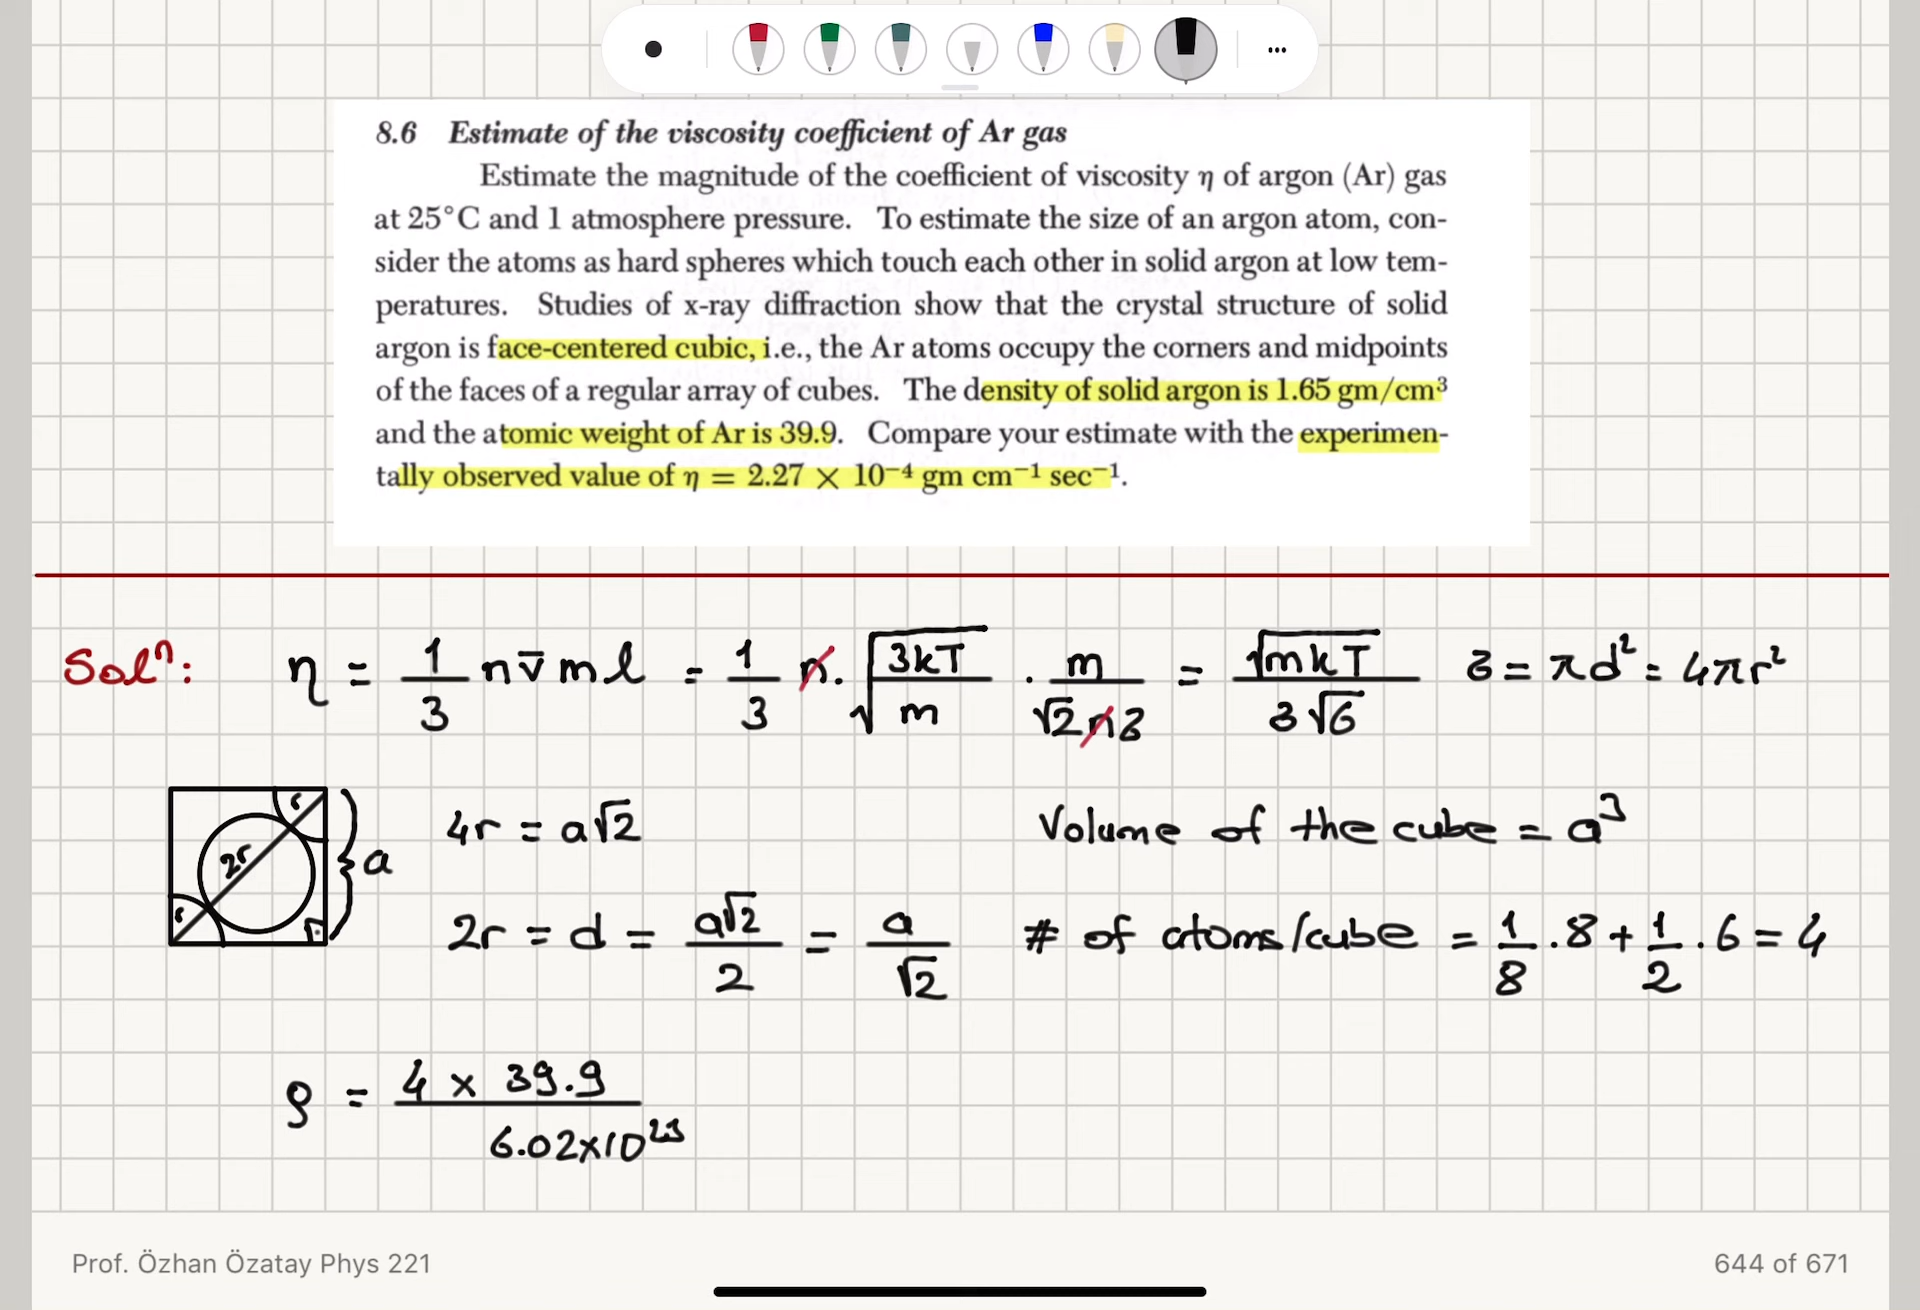 8.6 Estimate of the viscosity coefficient of Ar gas
Estimate the magnitude of the coefficient of viscosity η of argon (Ar) gas
at 25°C and 1 atmosphere pressure. To estimate the size of an argon atom, con-
sider the atoms as hard spheres which touch each other in solid argon at low tem-
peratures. Studies of x-ray diffraction show that the crystal structure of solid
argon is face-centered cubic, i.e., the Ar atoms occupy the corners and midpoints
of the faces of a regular array of cubes. The density of solid argon is 1.65 gm/cm³
and the atomic weight of Ar is 39.9. Compare your estimate with the experimen-
tally observed value of η = 2.27 × 10⁻⁴ gm cm⁻¹ sec⁻¹.
Solⁿ: η = 1/3 n v̄ m l = 1/3 n. √(3kT/m) . m/(√2 n σ) = √(mkT)/(σ√6) σ = πd² = 4πr²
r 2r r } a
4r = a√2 Volume of the cube = a³
2r = d = a√2/2 = a/√2 # of atoms/cube = 1/8 . 8 + 1/2 . 6 = 4
ρ = 4 x 39.9 / 6.02x10²³
Prof. Özhan Özatay Phys 221 644 of 671